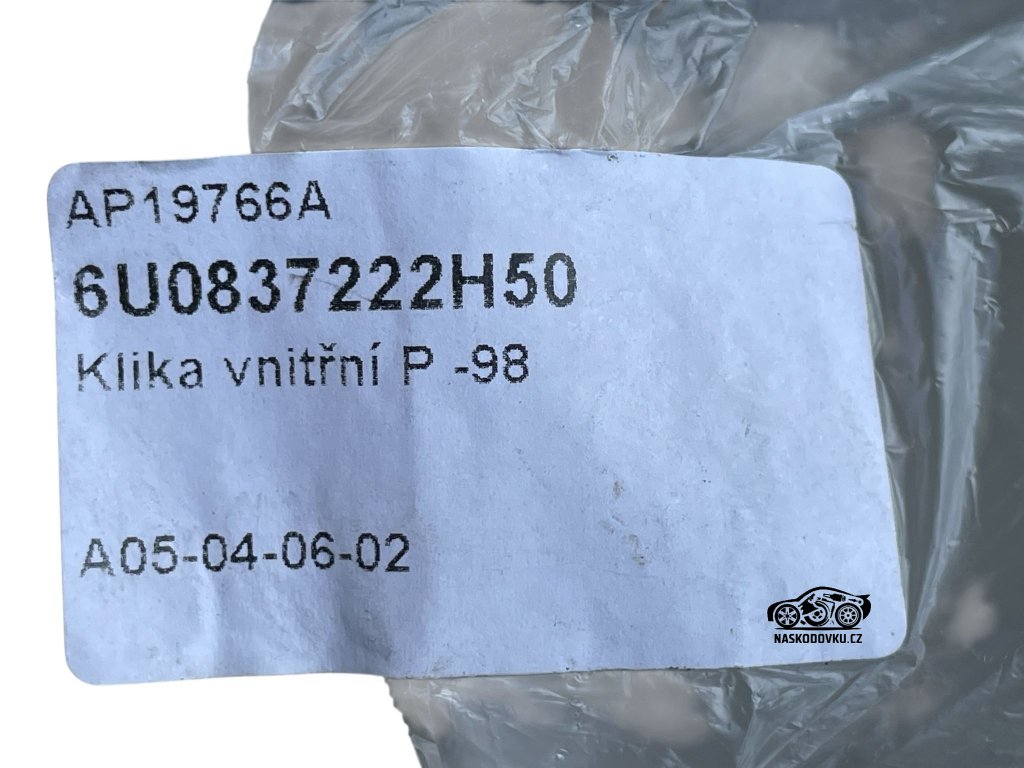 AP19766A
6U0837222H50
Klika vnitřní P -98
A05-04-06-02
NASKODOVKU.CZ